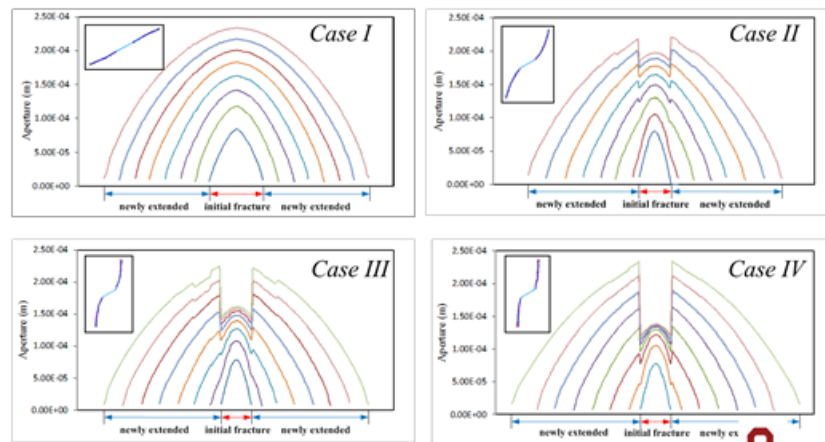 Case I
2.50E-04
2.00E-04
1.50E-04
1.00E-04
5.00E-05
0.00E+00
Aperture (m)
newly extended initial fracture newly extended
Case II
2.50E-04
2.00E-04
1.50E-04
1.00E-04
5.00E-05
0.00E+00
Aperture (m)
newly extended initial fracture newly extended
Case III
2.50E-04
2.00E-04
1.50E-04
1.00E-04
5.00E-05
0.00E+00
Aperture (m)
newly extended initial fracture newly extended
Case IV
2.50E-04
2.00E-04
1.50E-04
1.00E-04
5.00E-05
0.00E+00
Aperture (m)
newly extended initial fracture newly ex